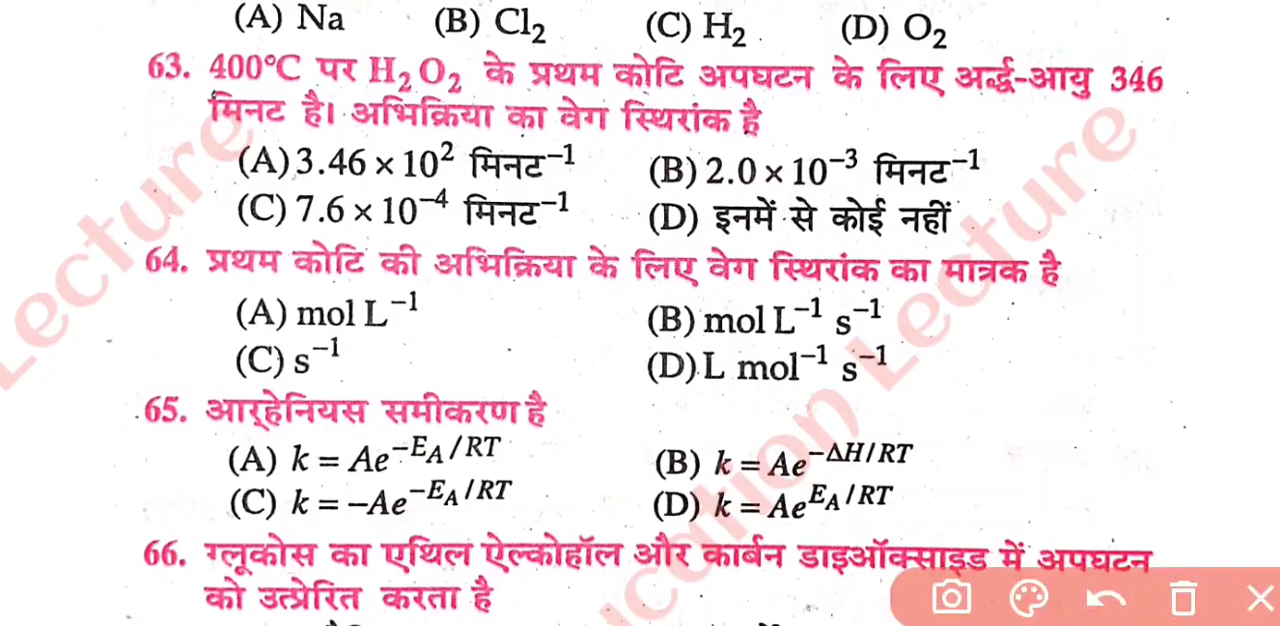 (A) Na (B) Cl₂ (C) H₂ (D) O₂
63. 400°C पर H₂O₂ के प्रथम कोटि अपघटन के लिए अर्द्ध-आयु 346
मिनट है। अभिक्रिया का वेग स्थिरांक है
(A) 3.46 × 10² मिनट⁻¹ (B) 2.0 × 10⁻³ मिनट⁻¹
(C) 7.6 × 10⁻⁴ मिनट⁻¹ (D) इनमें से कोई नहीं
64. प्रथम कोटि की अभिक्रिया के लिए वेग स्थिरांक का मात्रक है
(A) mol L⁻¹ (B) mol L⁻¹ s⁻¹
(C) s⁻¹ (D) L mol⁻¹ s⁻¹
65. आर्हेनियस समीकरण है
(A) k = Ae^–E_A/RT (B) k = Ae^–ΔH/RT
(C) k = –Ae^–E_A/RT (D) k = Ae^E_A/RT
66. ग्लूकोस का एथिल ऐल्कोहॉल और कार्बन डाइऑक्साइड में अपघटन
को उत्प्रेरित करता है
Lecture
ucation Lecture